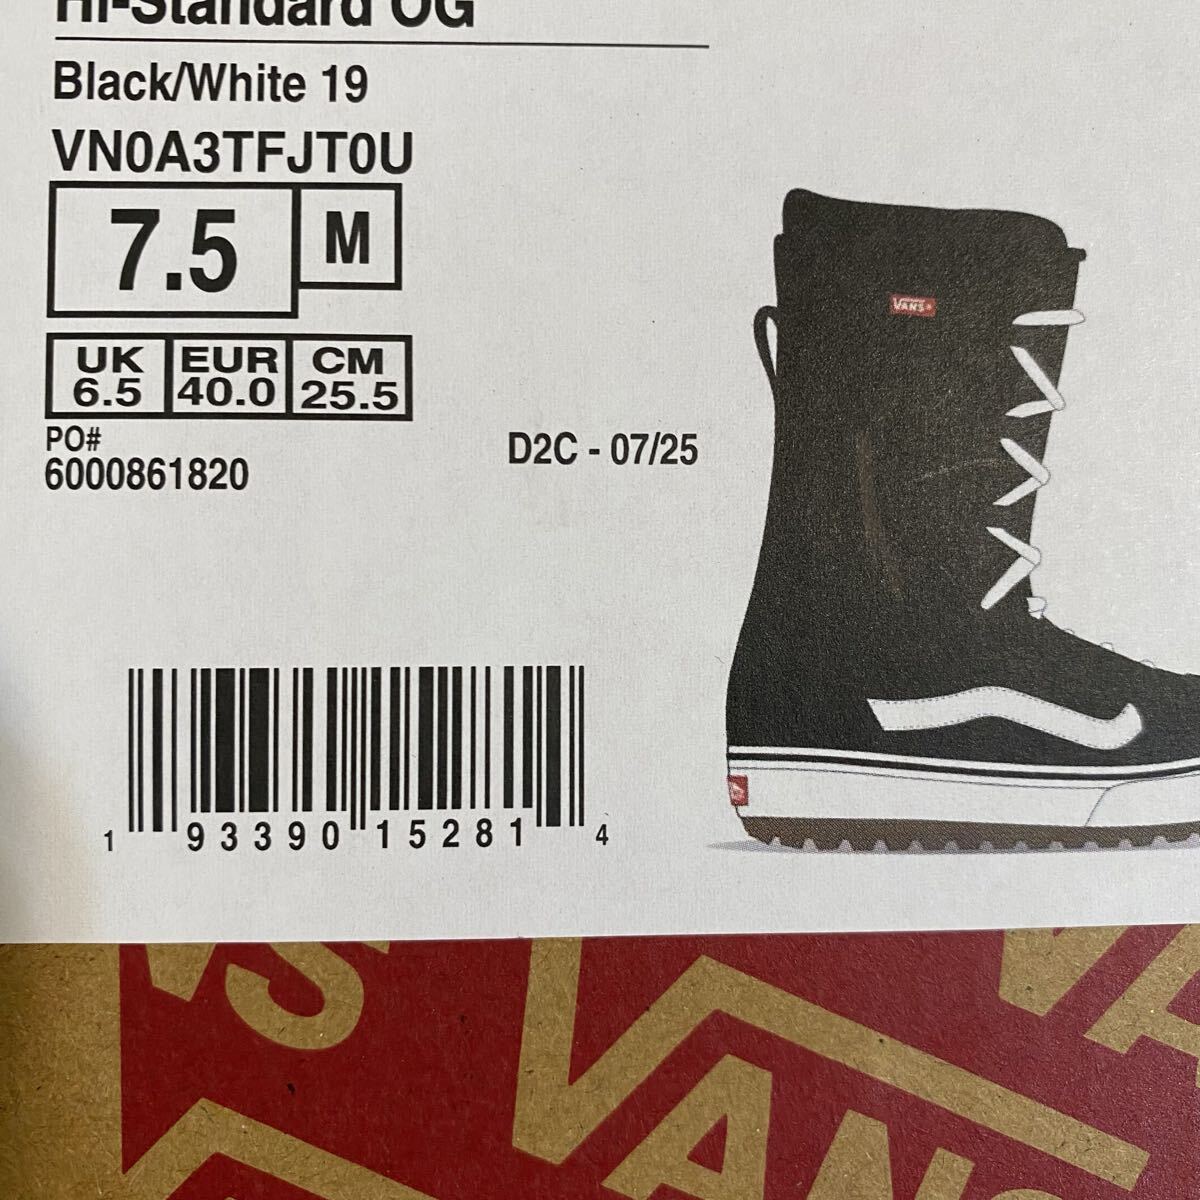 Hi-Standard OG
Black/White 19
VN0A3TFJT0U
7.5 M
UK EUR CM
6.5 40.0 25.5
PO#
6000861820
D2C - 07/25
VANS
1 93390 15281 4
VANS